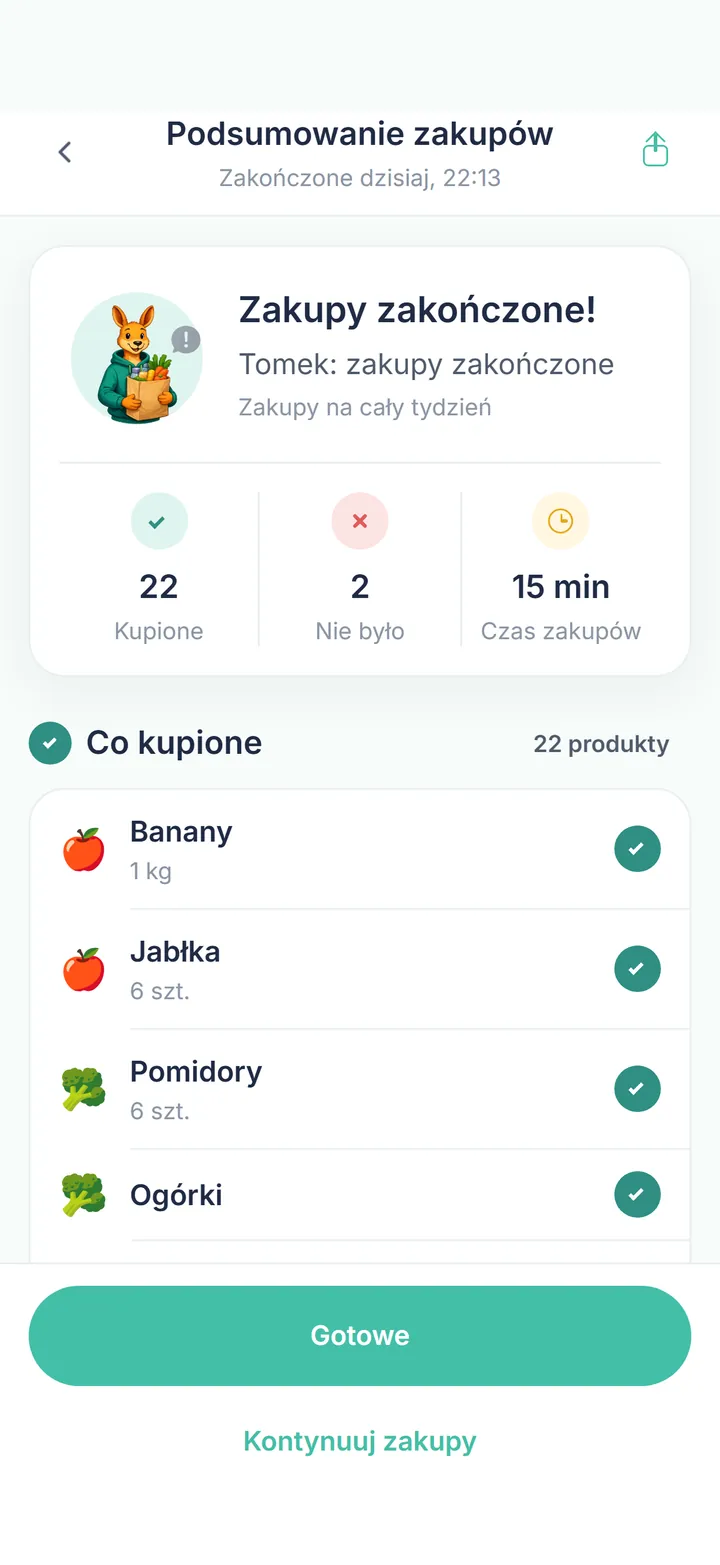 Podsumowanie zakupów
Zakończone dzisiaj, 22:13
!
Zakupy zakończone!
Tomek: zakupy zakończone
Zakupy na cały tydzień
22
Kupione
2
Nie było
15 min
Czas zakupów
Co kupione
22 produkty
Banany
1 kg
Jabłka
6 szt.
Pomidory
6 szt.
Ogórki
Gotowe
Kontynuuj zakupy